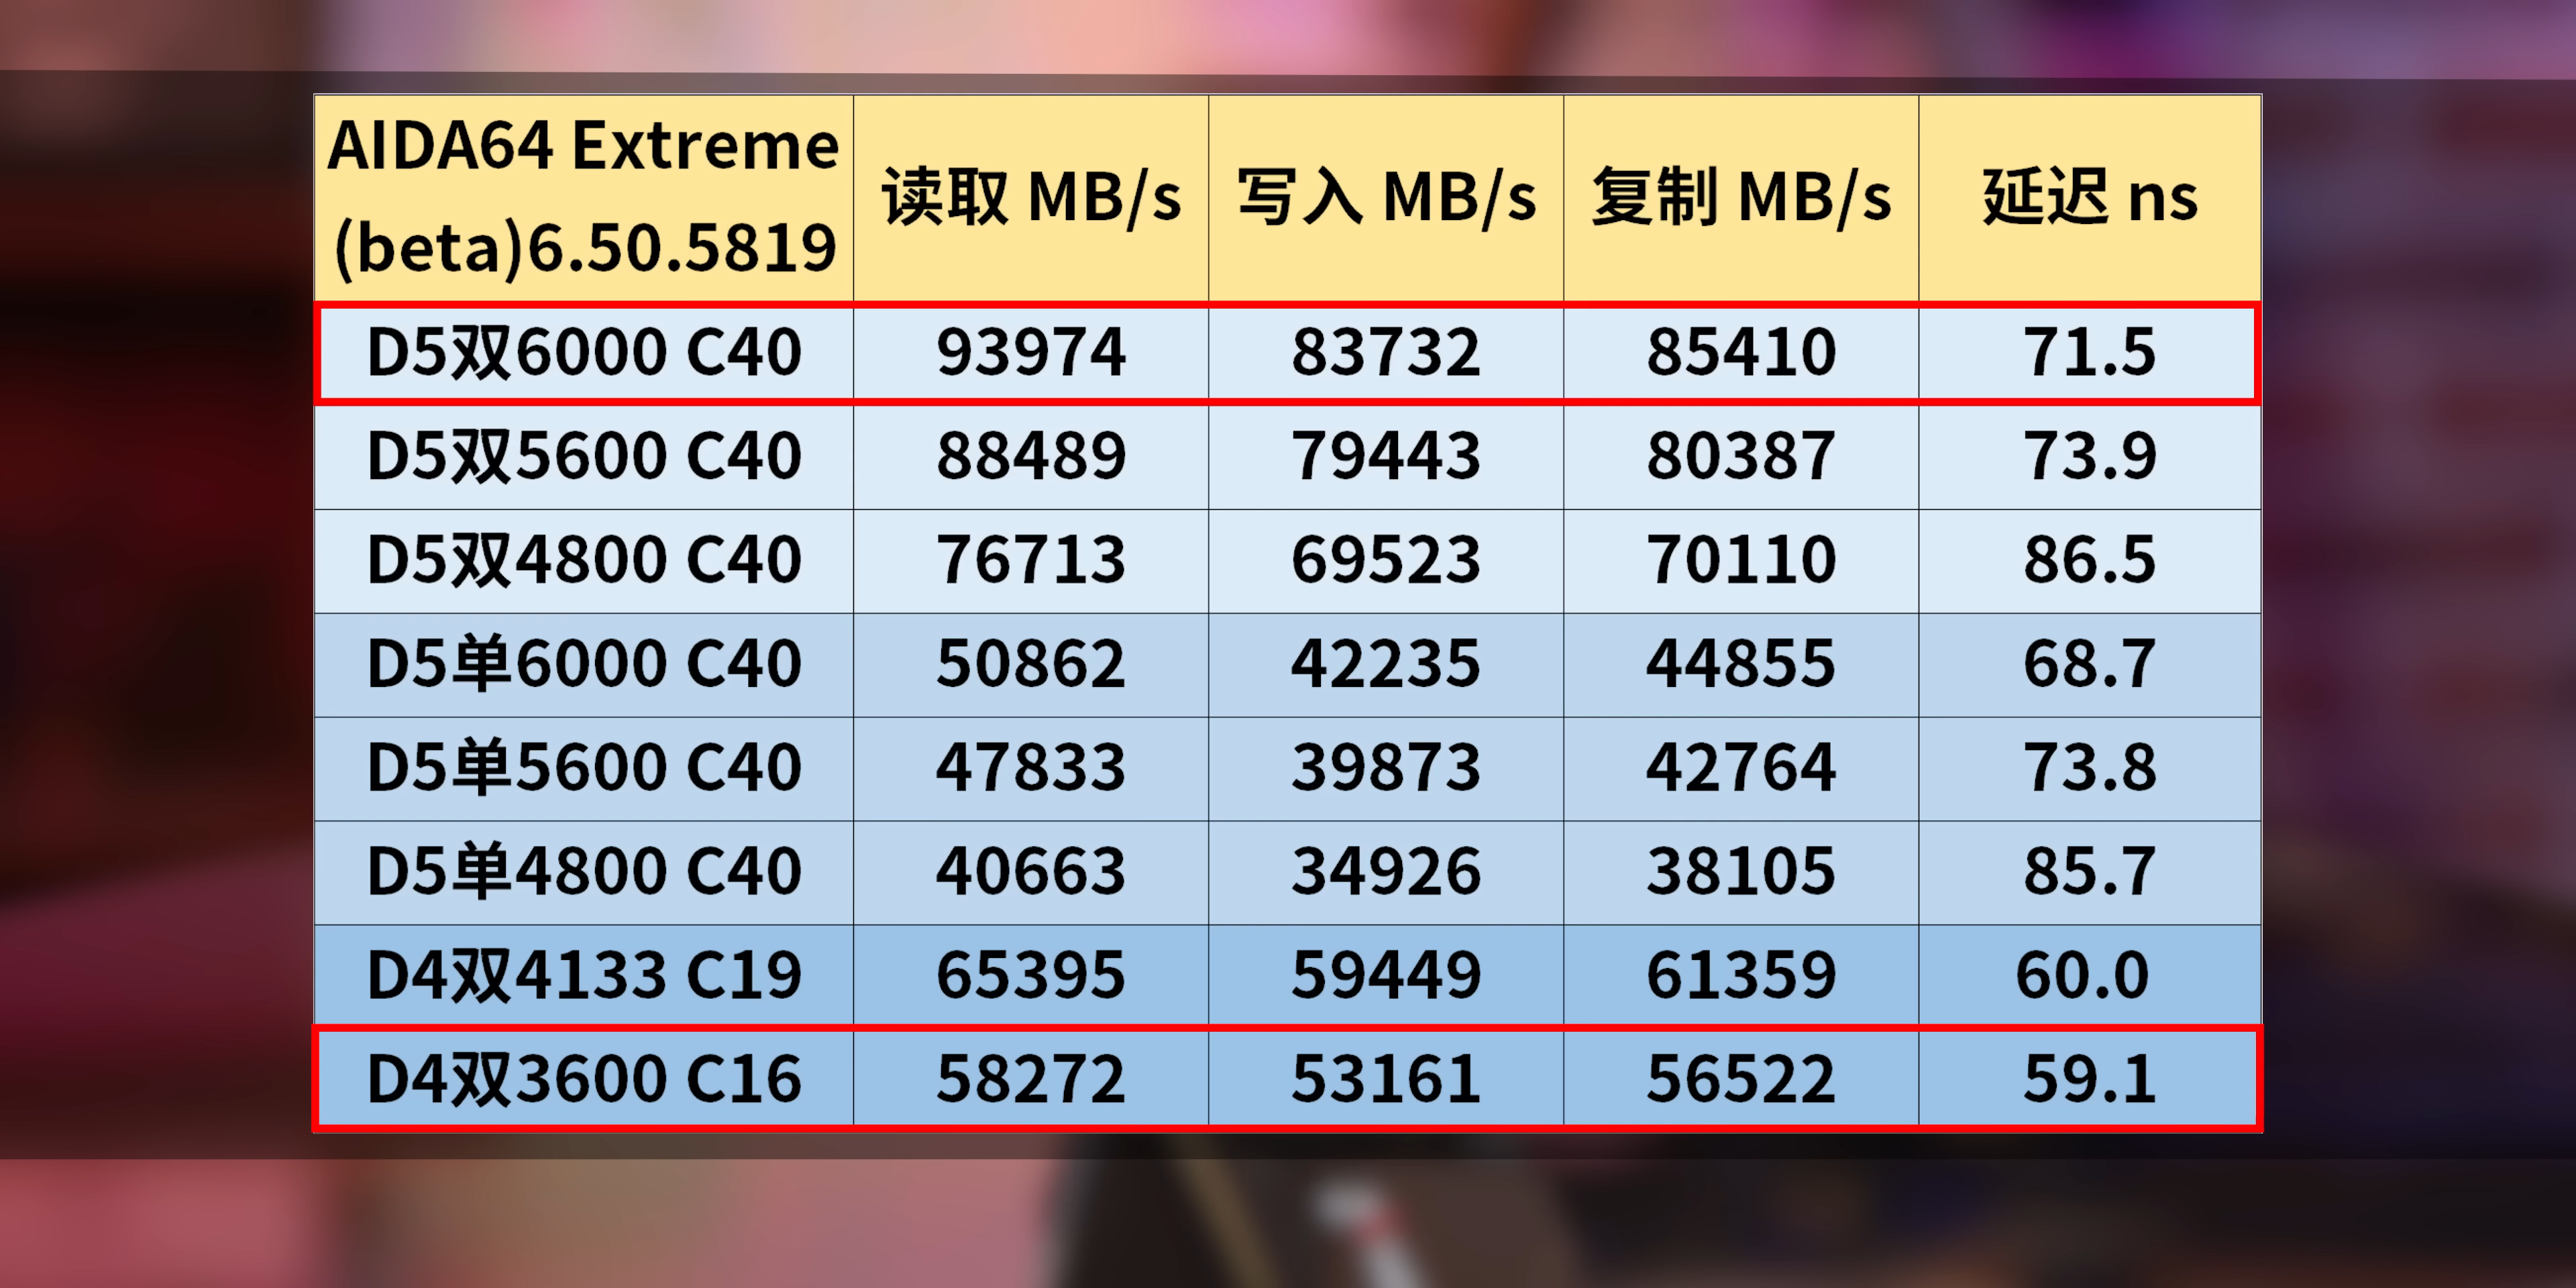 AIDA64 Extreme
(beta)6.50.5819
读取 MB/s
写入 MB/s
复制 MB/s
延迟 ns
D5双6000 C40 93974 83732 85410 71.5
D5双5600 C40 88489 79443 80387 73.9
D5双4800 C40 76713 69523 70110 86.5
D5单6000 C40 50862 42235 44855 68.7
D5单5600 C40 47833 39873 42764 73.8
D5单4800 C40 40663 34926 38105 85.7
D4双4133 C19 65395 59449 61359 60.0
D4双3600 C16 58272 53161 56522 59.1